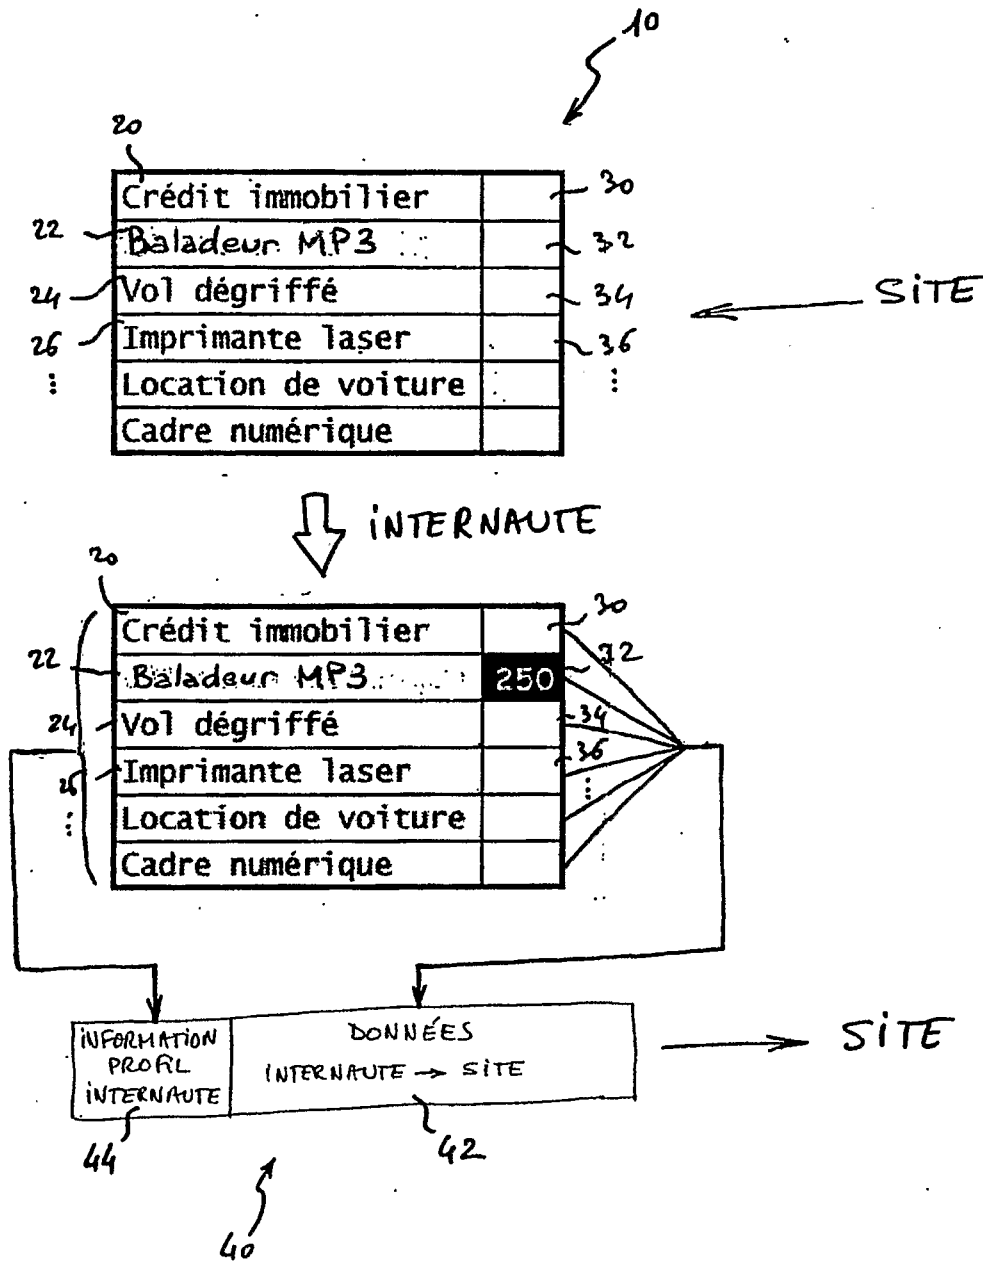 10
20
Crédit immobilier 30
22 Baladeur MP3 32
24 Vol dégriffé 34 SiTE
26 Imprimante laser 36
⋮ Location de voiture ⋮
Cadre numérique
iNTERNAUTE
20
Crédit immobilier 30
22 Baladeur MP3 250 32
24 Vol dégriffé 34
26 Imprimante laser 36
⋮ Location de voiture ⋮
Cadre numérique
iNFORMATION
PROFiL
iNTERNAUTE
DONNÉES
iNTERNAUTE → SiTE
SiTE
44
42
40